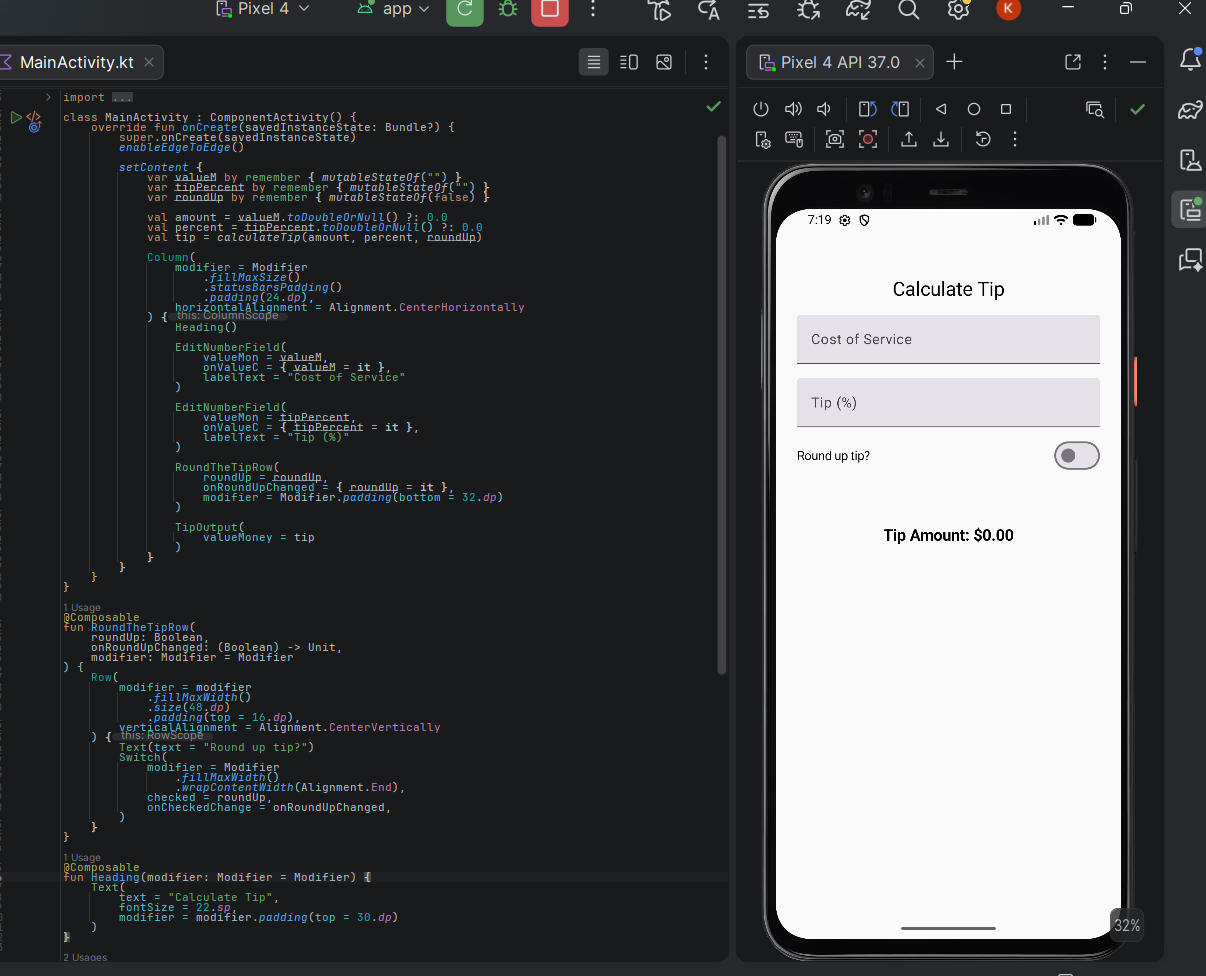 Pixel 4
app
K
MainActivity.kt
Pixel 4 API 37.0
import ...
class MainActivity : ComponentActivity() {
override fun onCreate(savedInstanceState: Bundle?) {
super.onCreate(savedInstanceState)
enableEdgeToEdge()
setContent {
var valueM by remember { mutableStateOf("") }
var tipPercent by remember { mutableStateOf("") }
var roundUp by remember { mutableStateOf(false) }
val amount = valueM.toDoubleOrNull() ?: 0.0
val percent = tipPercent.toDoubleOrNull() ?: 0.0
val tip = calculateTip(amount, percent, roundUp)
Column(
modifier = Modifier
.fillMaxSize()
.statusBarsPadding()
.padding(24.dp),
horizontalAlignment = Alignment.CenterHorizontally
) { this: ColumnScope
Heading()
EditNumberField(
valueMon = valueM,
onValueC = { valueM = it },
labelText = "Cost of Service"
)
EditNumberField(
valueMon = tipPercent,
onValueC = { tipPercent = it },
labelText = "Tip (%)"
)
RoundTheTipRow(
roundUp = roundUp,
onRoundUpChanged = { roundUp = it },
modifier = Modifier.padding(bottom = 32.dp)
)
TipOutput(
valueMoney = tip
)
}
}
}
}
1 Usage
@Composable
fun RoundTheTipRow(
roundUp: Boolean,
onRoundUpChanged: (Boolean) -> Unit,
modifier: Modifier = Modifier
) {
Row(
modifier = modifier
.fillMaxWidth()
.size(48.dp)
.padding(top = 16.dp),
verticalAlignment = Alignment.CenterVertically
) { this: RowScope
Text(text = "Round up tip?")
Switch(
modifier = Modifier
.fillMaxWidth()
.wrapContentWidth(Alignment.End),
checked = roundUp,
onCheckedChange = onRoundUpChanged,
)
}
}
1 Usage
@Composable
fun Heading(modifier: Modifier = Modifier) {
Text(
text = "Calculate Tip",
fontSize = 22.sp,
modifier = modifier.padding(top = 30.dp)
)
}
2 Usages
7:19
Calculate Tip
Cost of Service
Tip (%)
Round up tip?
Tip Amount: $0.00
32%